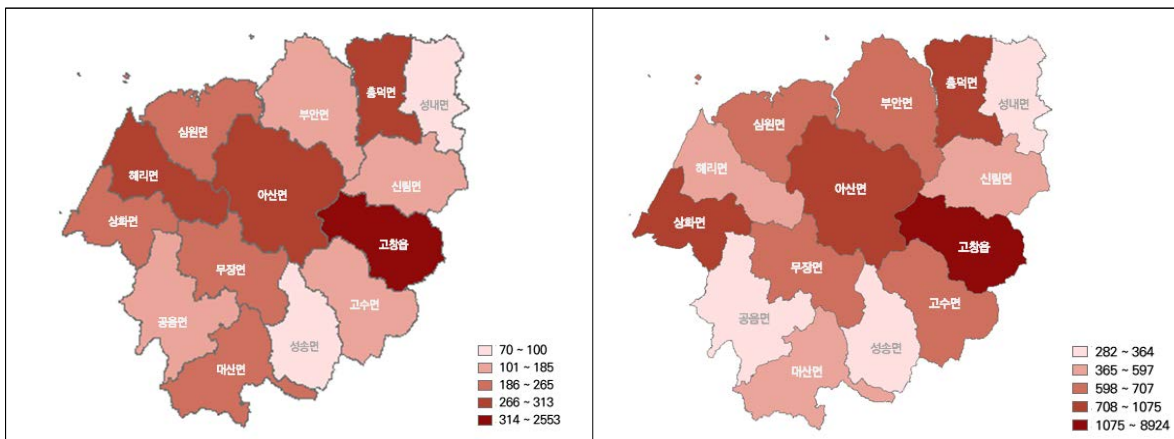 흥덕면
성내면
부안면
심원면
해리면
아산면
신림면
상화면
고창읍
무장면
고수면
공음면
성송면
대산면
70 ~ 100
101 ~ 185
186 ~ 265
266 ~ 313
314 ~ 2553
흥덕면
성내면
부안면
심원면
해리면
아산면
신림면
상화면
고창읍
무장면
고수면
공음면
성송면
대산면
282 ~ 364
365 ~ 597
598 ~ 707
708 ~ 1075
1075 ~ 8924